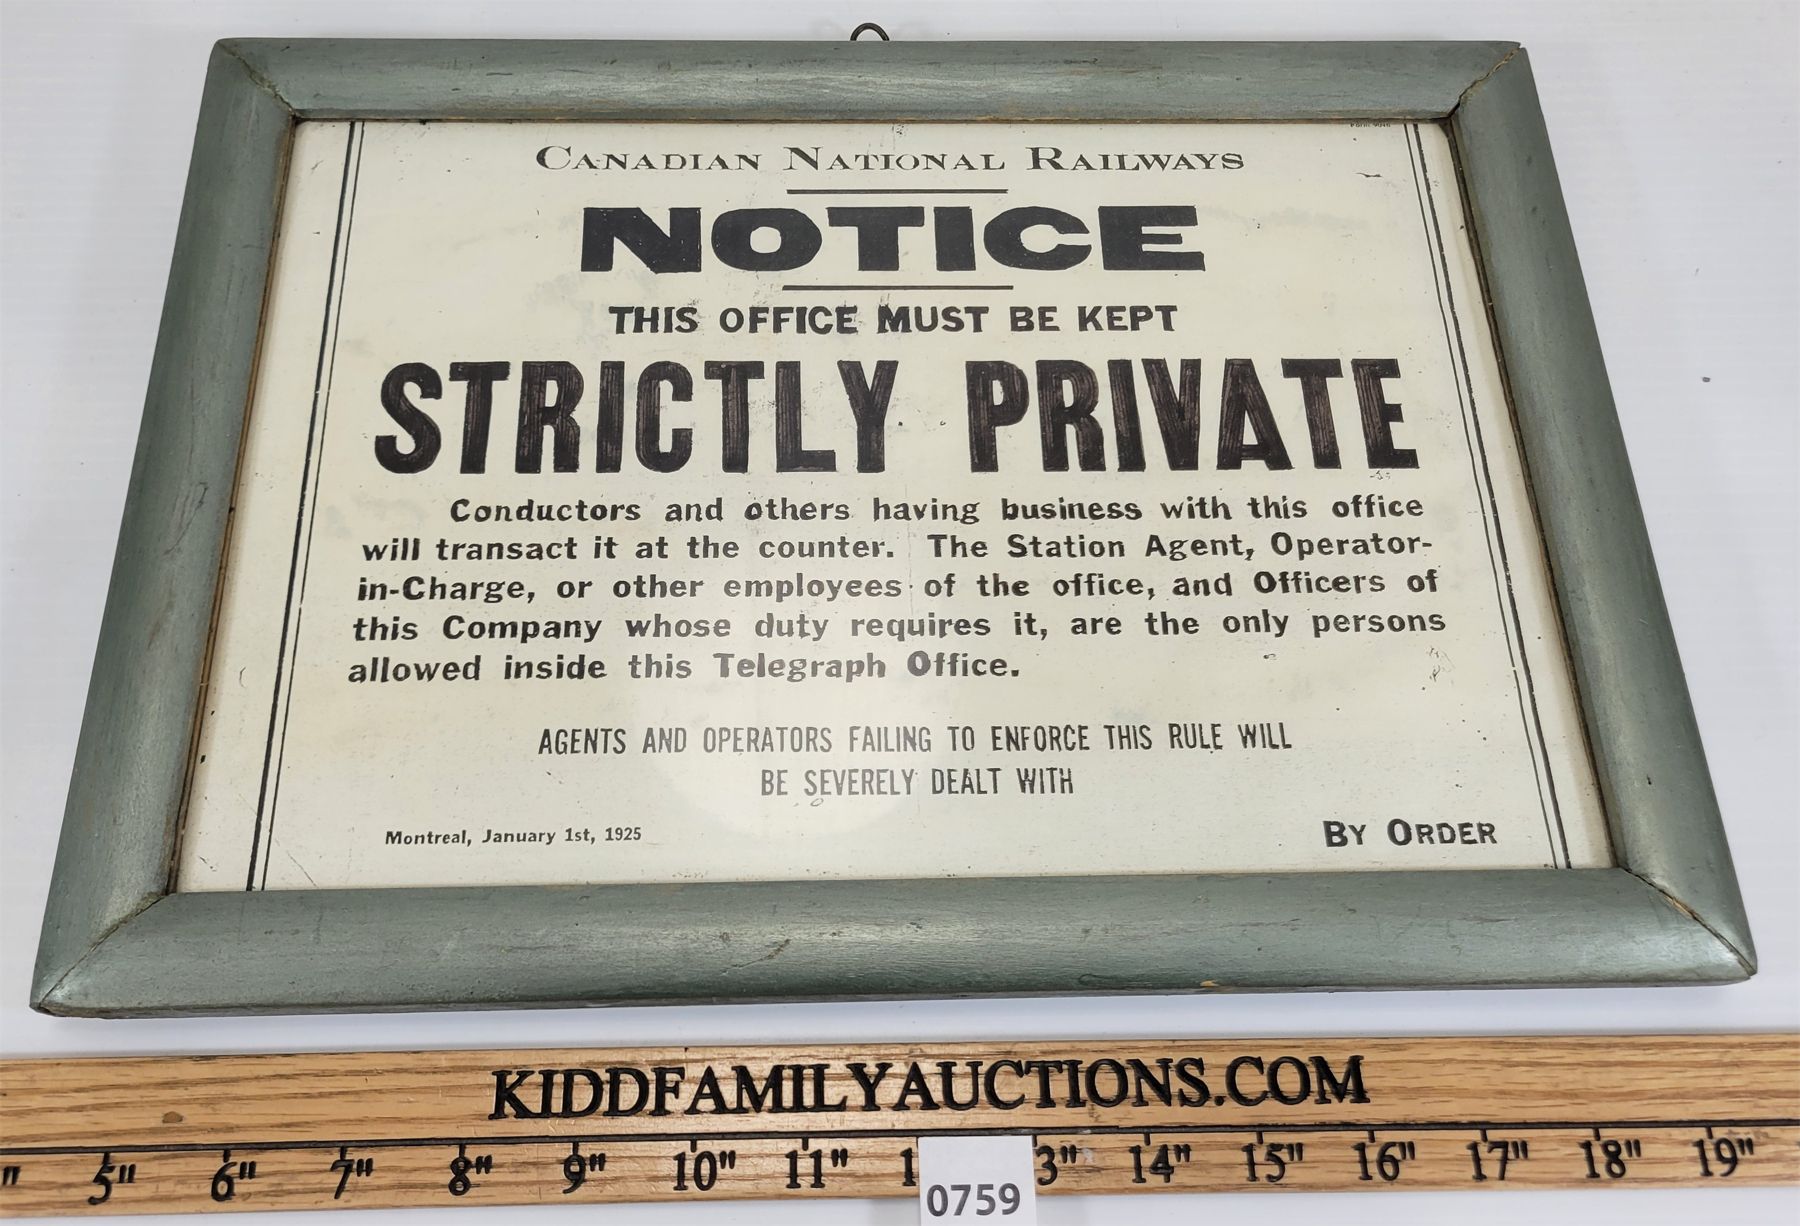 Form 9046
CANADIAN NATIONAL RAILWAYS
NOTICE
THIS OFFICE MUST BE KEPT
STRICTLY PRIVATE
Conductors and others having business with this office
will transact it at the counter. The Station Agent, Operator-
in-Charge, or other employees of the office, and Officers of
this Company whose duty requires it, are the only persons
allowed inside this Telegraph Office.
AGENTS AND OPERATORS FAILING TO ENFORCE THIS RULE WILL
BE SEVERELY DEALT WITH
Montreal, January 1st, 1925
BY ORDER
KIDDFAMILYAUCTIONS.COM
" 5" 6" 7" 8" 9" 10" 11" 1 3" 14" 15" 16" 17" 18" 19"
0759